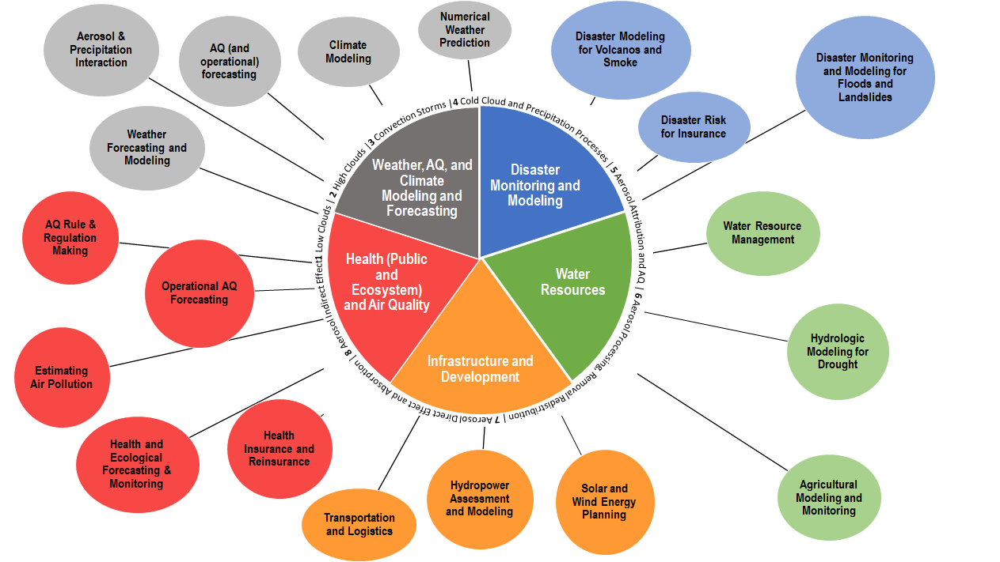 Aerosol &
Precipitation
Interaction
AQ (and
operational)
forecasting
Climate
Modeling
Numerical
Weather
Prediction
Disaster Modeling
for Volcanos and
Smoke
Disaster Monitoring
and Modeling for
Floods and
Landslides
Weather
Forecasting and
Modeling
Disaster Risk
for Insurance
1 Low Clouds | 2 High Clouds | 3 Convection Storms | 4 Cold Cloud and Precipitation Processes | 5 Aerosol Attribution and AQ | 6 Aerosol Processing, Removal Redistribution | 7 Aerosol Direct Effect and Absorption | 8 Aerosol Indirect Effect
Weather, AQ, and
Climate
Modeling and
Forecasting
Disaster
Monitoring and
Modeling
Health (Public
and
Ecosystem)
and Air Quality
Water
Resources
Infrastructure and
Development
AQ Rule &
Regulation
Making
Operational AQ
Forecasting
Water Resource
Management
Estimating
Air Pollution
Hydrologic
Modeling for
Drought
Health and
Ecological
Forecasting &
Monitoring
Health
Insurance and
Reinsurance
Transportation
and Logistics
Hydropower
Assessment
and Modeling
Solar and
Wind Energy
Planning
Agricultural
Modeling and
Monitoring